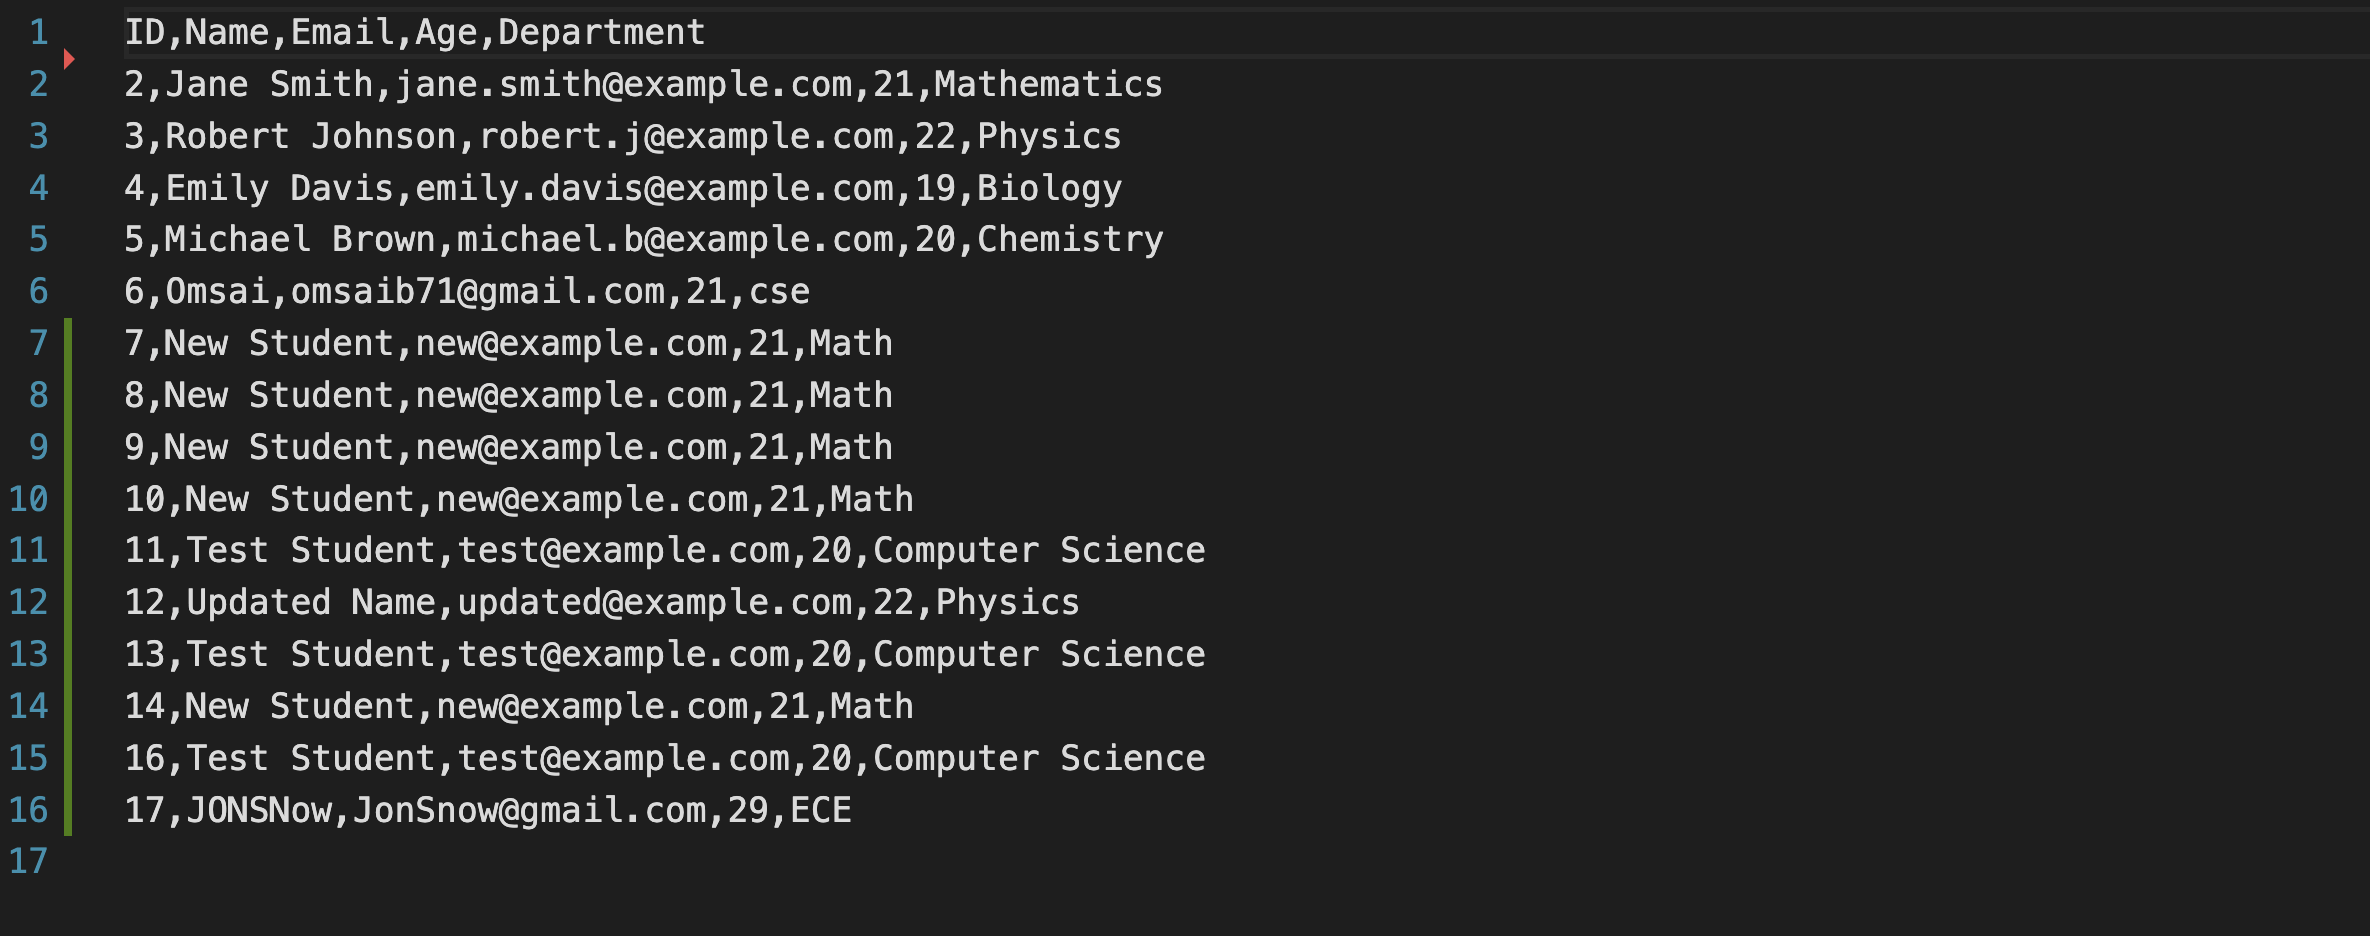 1 ID,Name,Email,Age,Department
2 2,Jane Smith,jane.smith@example.com,21,Mathematics
3 3,Robert Johnson,robert.j@example.com,22,Physics
4 4,Emily Davis,emily.davis@example.com,19,Biology
5 5,Michael Brown,michael.b@example.com,20,Chemistry
6 6,Omsai,omsaib71@gmail.com,21,cse
7 7,New Student,new@example.com,21,Math
8 8,New Student,new@example.com,21,Math
9 9,New Student,new@example.com,21,Math
10 10,New Student,new@example.com,21,Math
11 11,Test Student,test@example.com,20,Computer Science
12 12,Updated Name,updated@example.com,22,Physics
13 13,Test Student,test@example.com,20,Computer Science
14 14,New Student,new@example.com,21,Math
15 16,Test Student,test@example.com,20,Computer Science
16 17,JONSNow,JonSnow@gmail.com,29,ECE
17